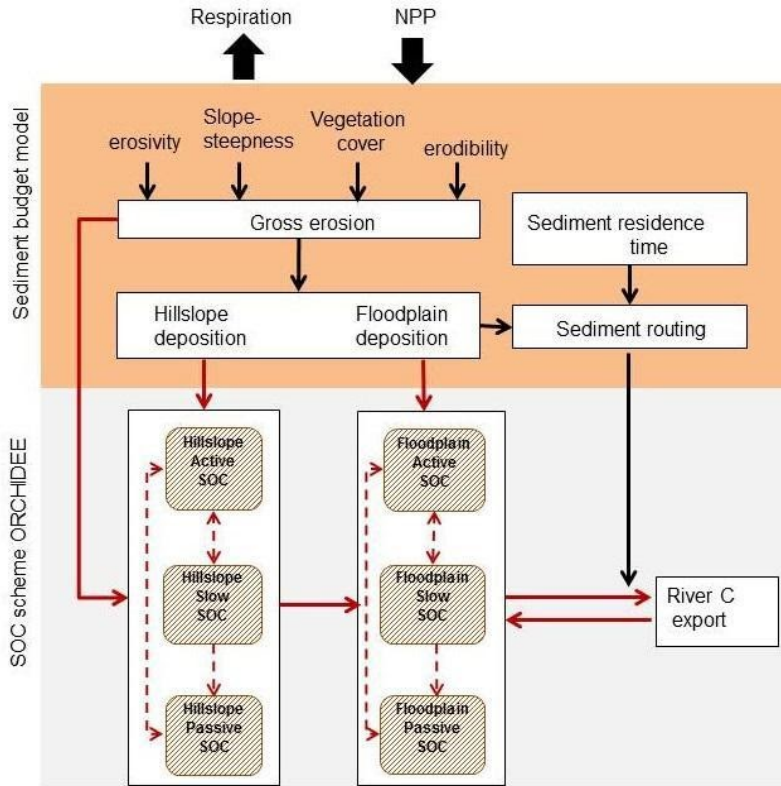 Respiration
NPP
Sediment budget model
erosivity
Slope-
steepness
Vegetation
cover
erodibility
Gross erosion
Sediment residence
time
Hillslope
deposition
Floodplain
deposition
Sediment routing
SOC scheme ORCHIDEE
Hillslope
Active
SOC
Floodplain
Active
SOC
Hillslope
Slow
SOC
Floodplain
Slow
SOC
River C
export
Hillslope
Passive
SOC
Floodplain
Passive
SOC